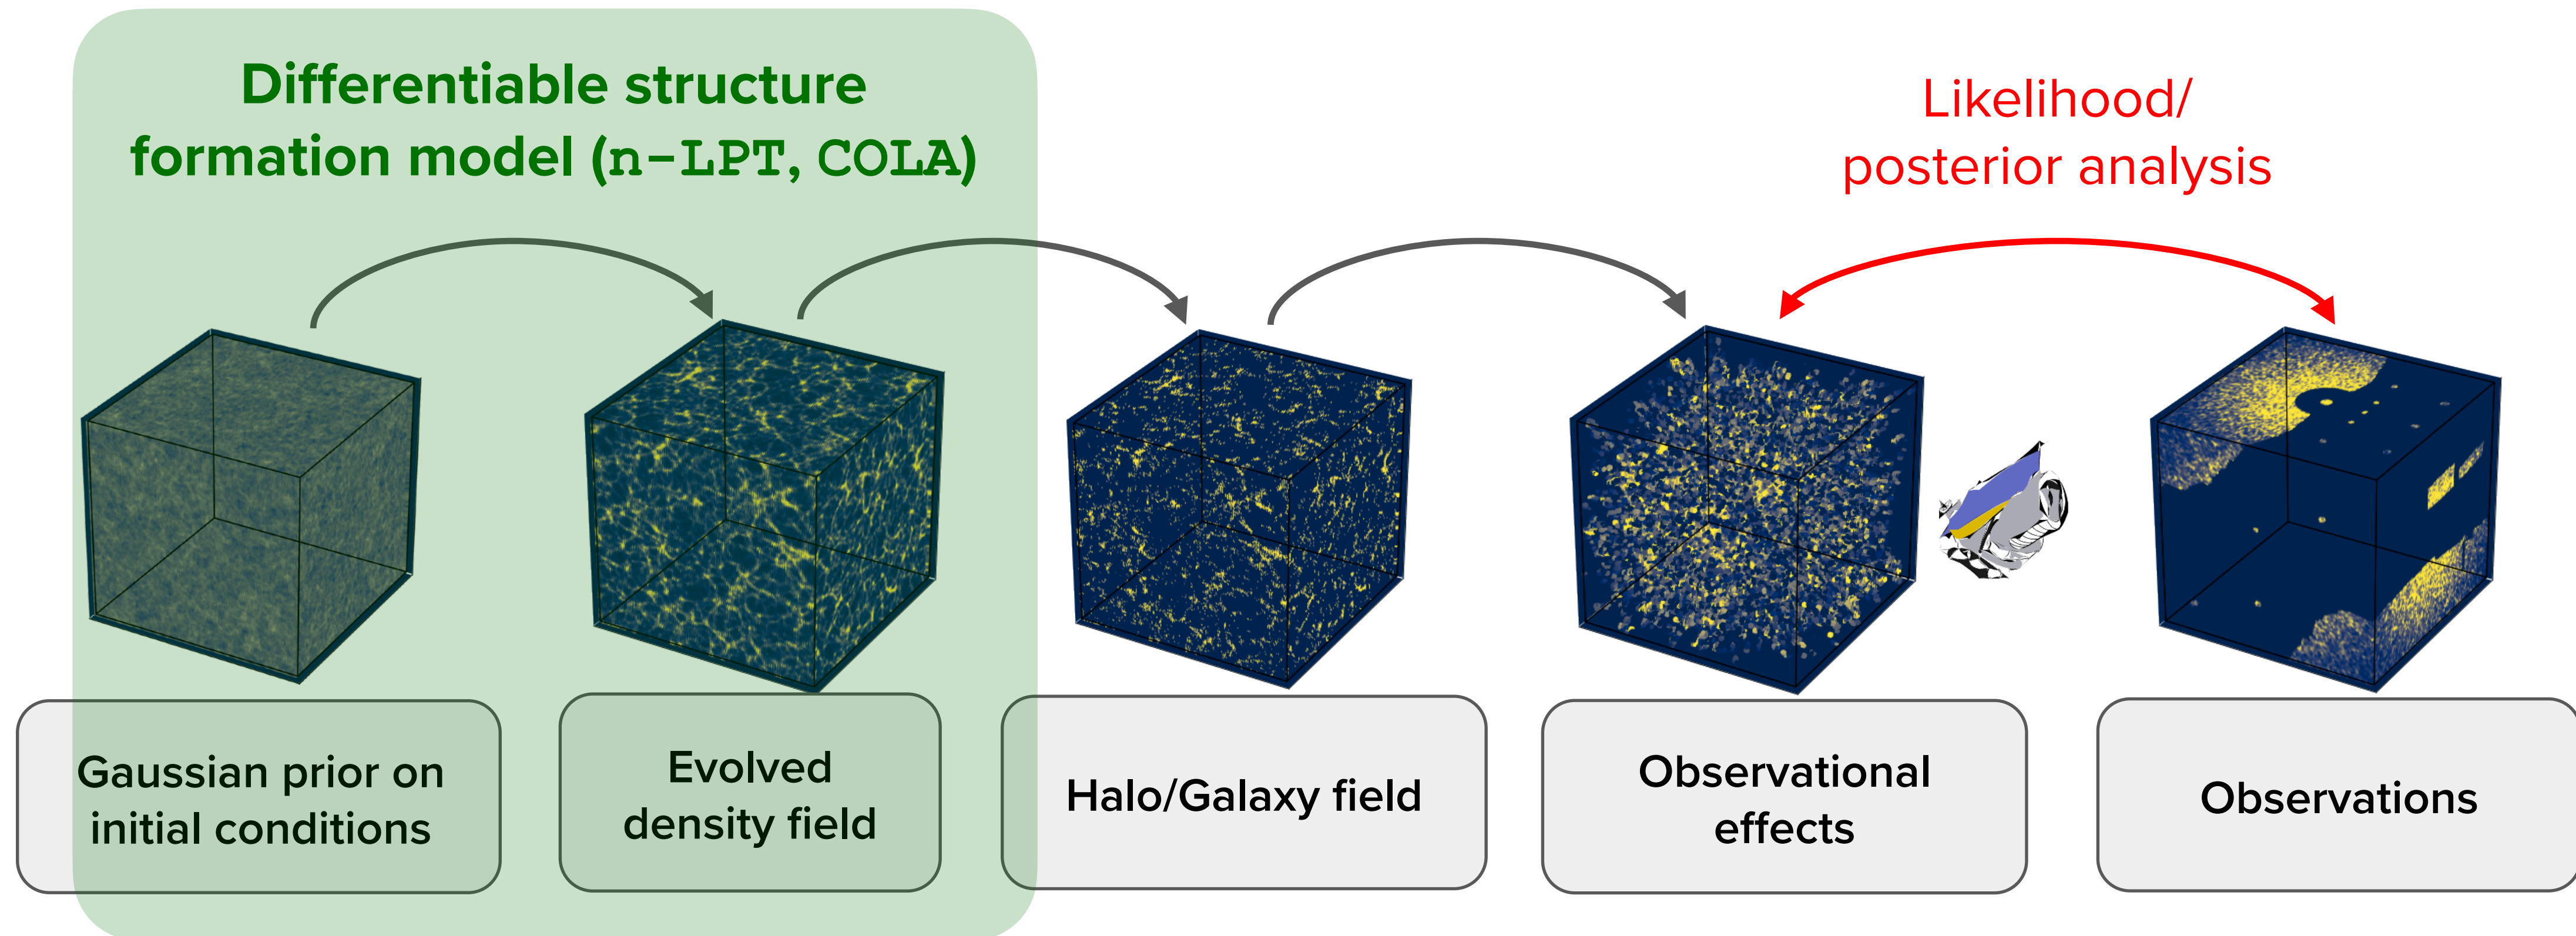 Differentiable structure
formation model (n-LPT, COLA)
Likelihood/
posterior analysis
Gaussian prior on
initial conditions
Evolved
density field
Halo/Galaxy field
Observational
effects
Observations